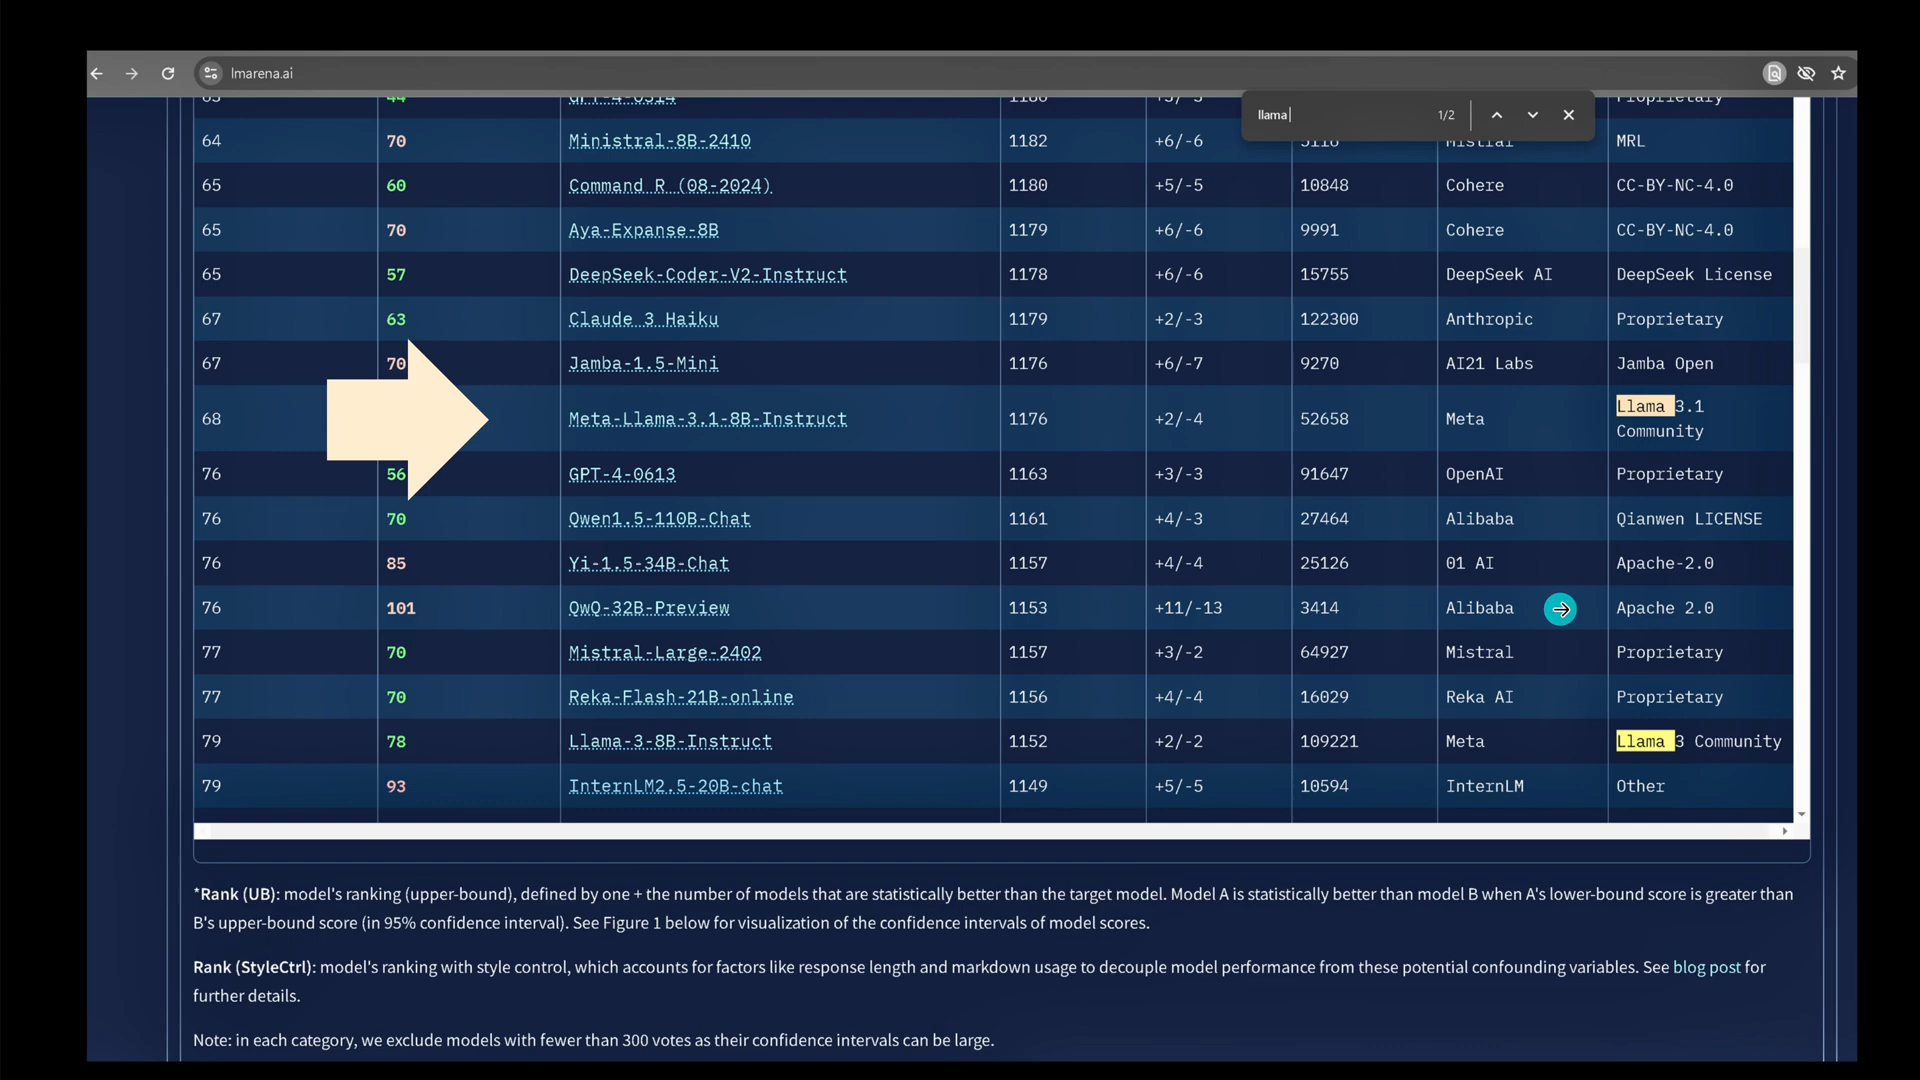 lmarena.ai
llama
1/2
64 70 Ministral-8B-2410 1182 +6/-6 MRL
65 60 Command R (08-2024) 1180 +5/-5 10848 Cohere CC-BY-NC-4.0
65 70 Aya-Expanse-8B 1179 +6/-6 9991 Cohere CC-BY-NC-4.0
65 57 DeepSeek-Coder-V2-Instruct 1178 +6/-6 15755 DeepSeek AI DeepSeek License
67 63 Claude 3 Haiku 1179 +2/-3 122300 Anthropic Proprietary
67 70 Jamba-1.5-Mini 1176 +6/-7 9270 AI21 Labs Jamba Open
68 Meta-Llama-3.1-8B-Instruct 1176 +2/-4 52658 Meta Llama 3.1
Community
76 56 GPT-4-0613 1163 +3/-3 91647 OpenAI Proprietary
76 70 Qwen1.5-110B-Chat 1161 +4/-3 27464 Alibaba Qianwen LICENSE
76 85 Yi-1.5-34B-Chat 1157 +4/-4 25126 01 AI Apache-2.0
76 101 QwQ-32B-Preview 1153 +11/-13 3414 Alibaba Apache 2.0
77 70 Mistral-Large-2402 1157 +3/-2 64927 Mistral Proprietary
77 70 Reka-Flash-21B-online 1156 +4/-4 16029 Reka AI Proprietary
79 78 Llama-3-8B-Instruct 1152 +2/-2 109221 Meta Llama 3 Community
79 93 InternLM2.5-20B-chat 1149 +5/-5 10594 InternLM Other
*Rank (UB): model's ranking (upper-bound), defined by one + the number of models that are statistically better than the target model. Model A is statistically better than model B when A's lower-bound score is greater than
B's upper-bound score (in 95% confidence interval). See Figure 1 below for visualization of the confidence intervals of model scores.
Rank (StyleCtrl): model's ranking with style control, which accounts for factors like response length and markdown usage to decouple model performance from these potential confounding variables. See blog post for
further details.
Note: in each category, we exclude models with fewer than 300 votes as their confidence intervals can be large.